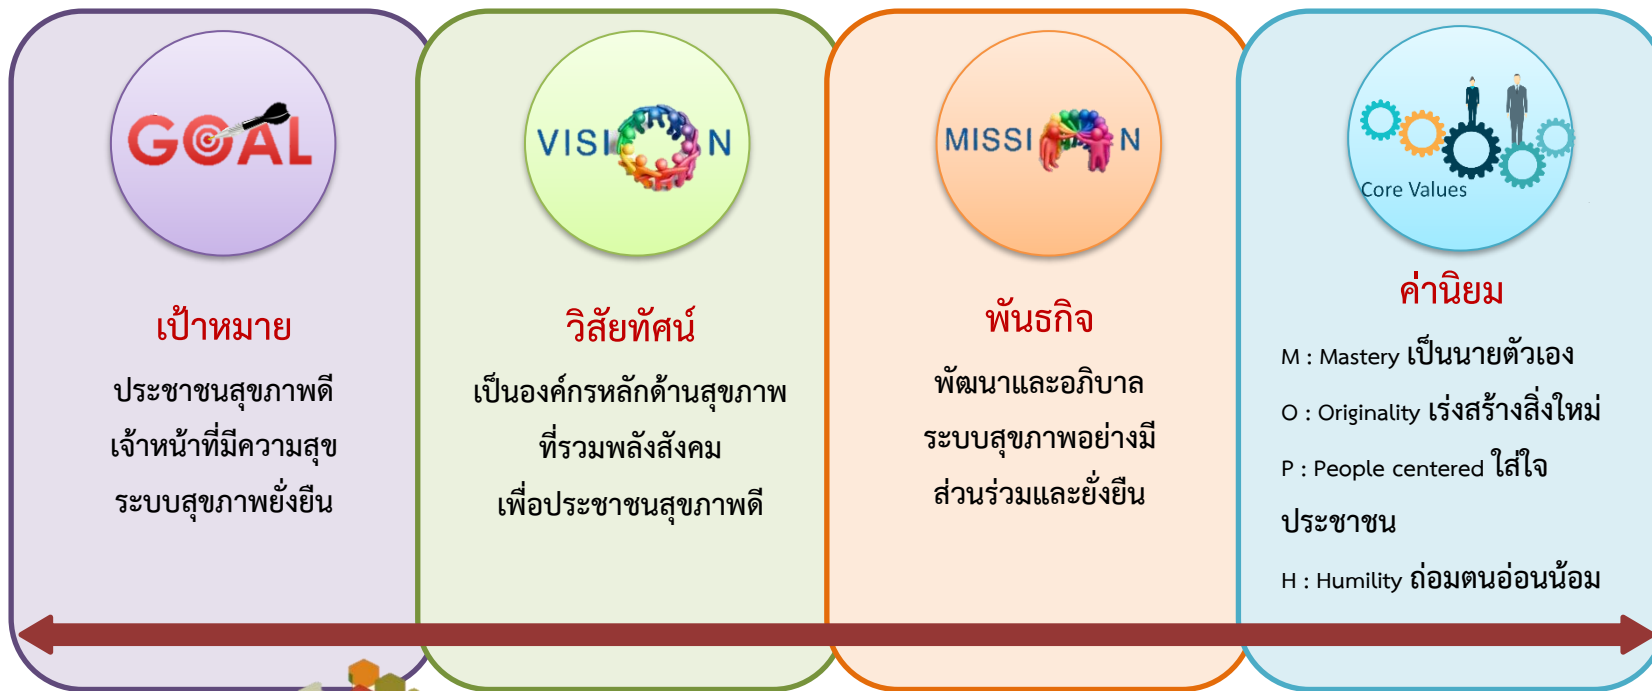 GOAL
เป้าหมาย
ประชาชนสุขภาพดี
เจ้าหน้าที่มีความสุข
ระบบสุขภาพยั่งยืน
VISION
วิสัยทัศน์
เป็นองค์กรหลักด้านสุขภาพ
ที่รวมพลังสังคม
เพื่อประชาชนสุขภาพดี
MISSION
พันธกิจ
พัฒนาและอภิบาล
ระบบสุขภาพอย่างมี
ส่วนร่วมและยั่งยืน
Core Values
ค่านิยม
M : Mastery เป็นนายตัวเอง
O : Originality เร่งสร้างสิ่งใหม่
P : People centered ใส่ใจ
ประชาชน
H : Humility ถ่อมตนอ่อนน้อม